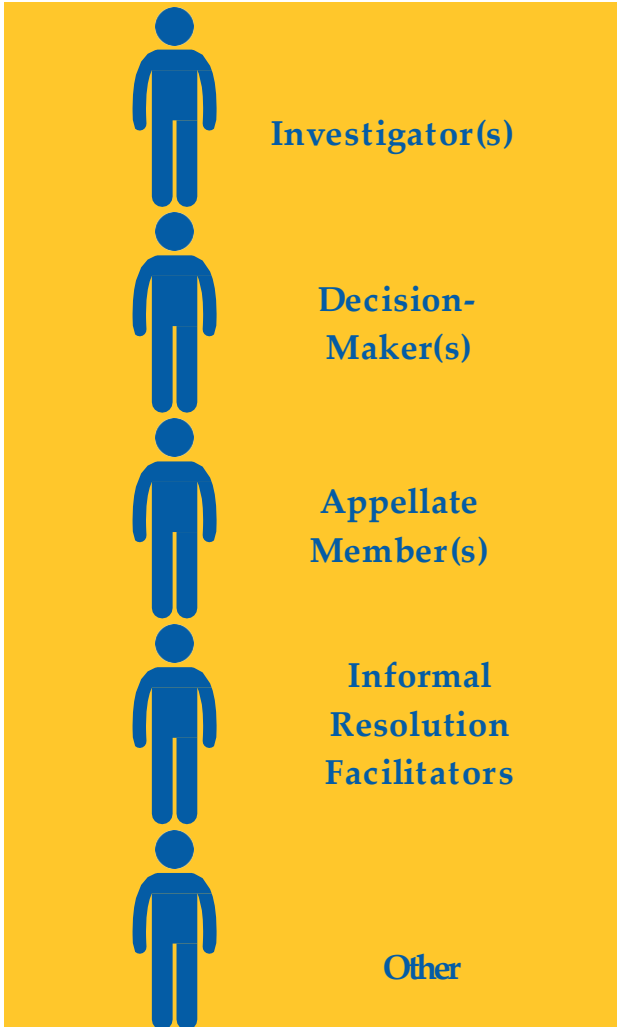 Investigator(s)
Decision-
Maker(s)
Appellate
Member(s)
Informal
Resolution
Facilitators
Other